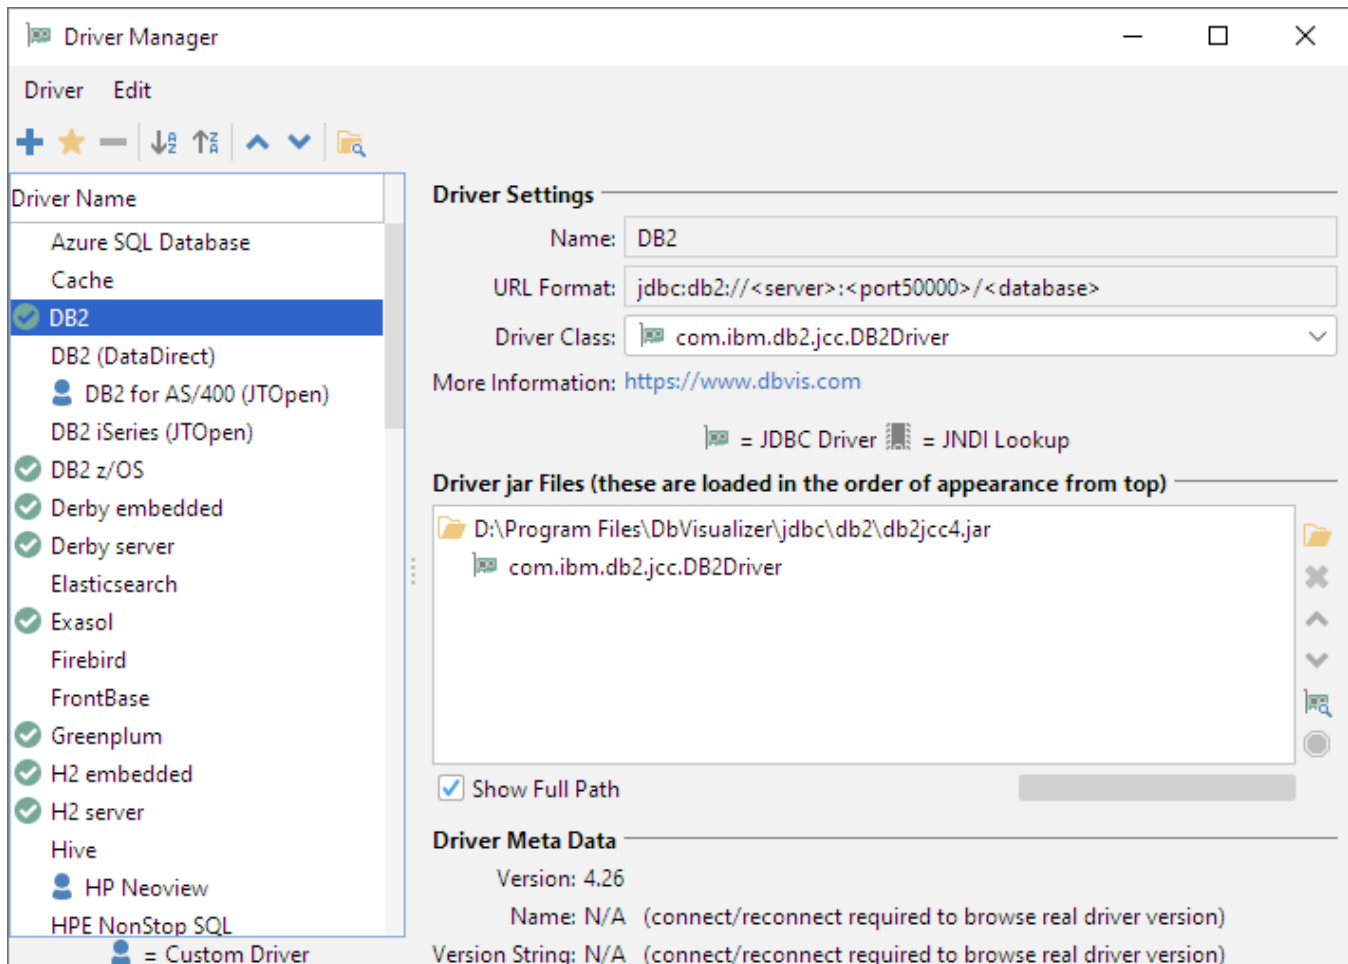 Driver Manager
Driver Edit
Driver Name
Azure SQL Database
Cache
DB2
DB2 (DataDirect)
DB2 for AS/400 (JTOpen)
DB2 iSeries (JTOpen)
DB2 z/OS
Derby embedded
Derby server
Elasticsearch
Exasol
Firebird
FrontBase
Greenplum
H2 embedded
H2 server
Hive
HP Neoview
HPE NonStop SQL
= Custom Driver
Driver Settings
Name: DB2
URL Format: jdbc:db2://<server>:<port50000>/<database>
Driver Class: com.ibm.db2.jcc.DB2Driver
More Information: https://www.dbvis.com
= JDBC Driver = JNDI Lookup
Driver jar Files (these are loaded in the order of appearance from top)
D:\Program Files\DbVisualizer\jdbc\db2\db2jcc4.jar
com.ibm.db2.jcc.DB2Driver
Show Full Path
Driver Meta Data
Version: 4.26
Name: N/A (connect/reconnect required to browse real driver version)
Version String: N/A (connect/reconnect required to browse real driver version)